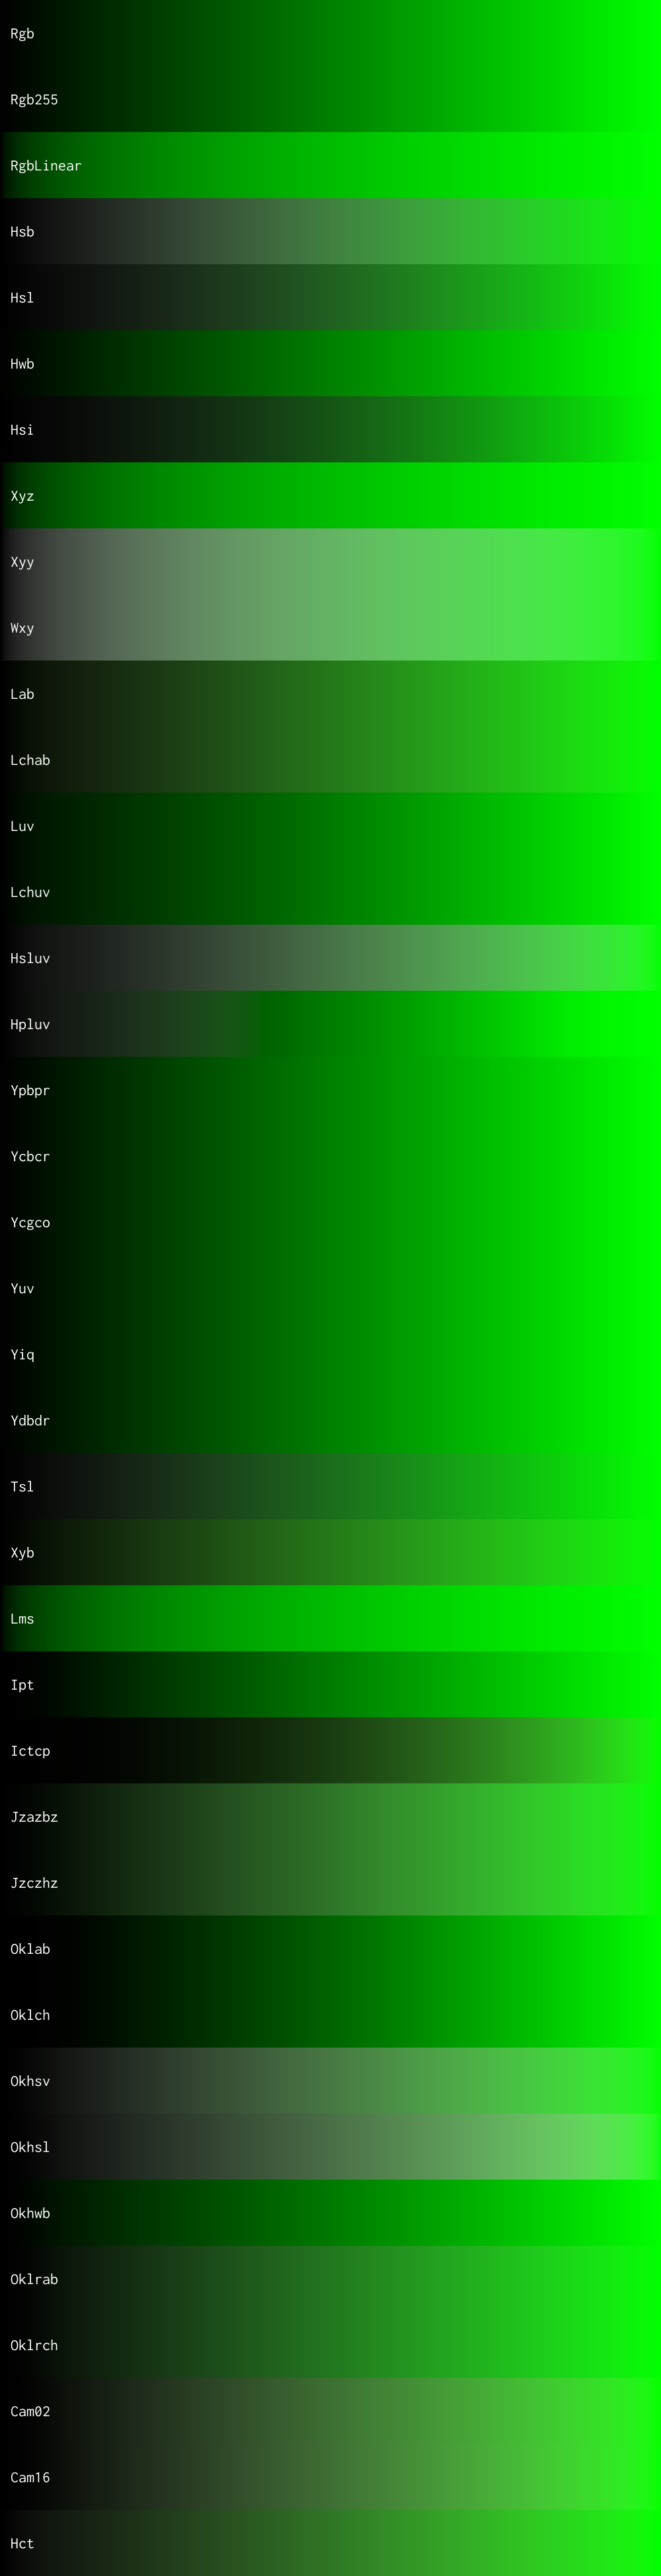 Rgb
Rgb255
RgbLinear
Hsb
Hsl
Hwb
Hsi
Xyz
Xyy
Wxy
Lab
Lchab
Luv
Lchuv
Hsluv
Hpluv
Ypbpr
Ycbcr
Ycgco
Yuv
Yiq
Ydbdr
Tsl
Xyb
Lms
Ipt
Ictcp
Jzazbz
Jzczhz
Oklab
Oklch
Okhsv
Okhsl
Okhwb
Oklrab
Oklrch
Cam02
Cam16
Hct